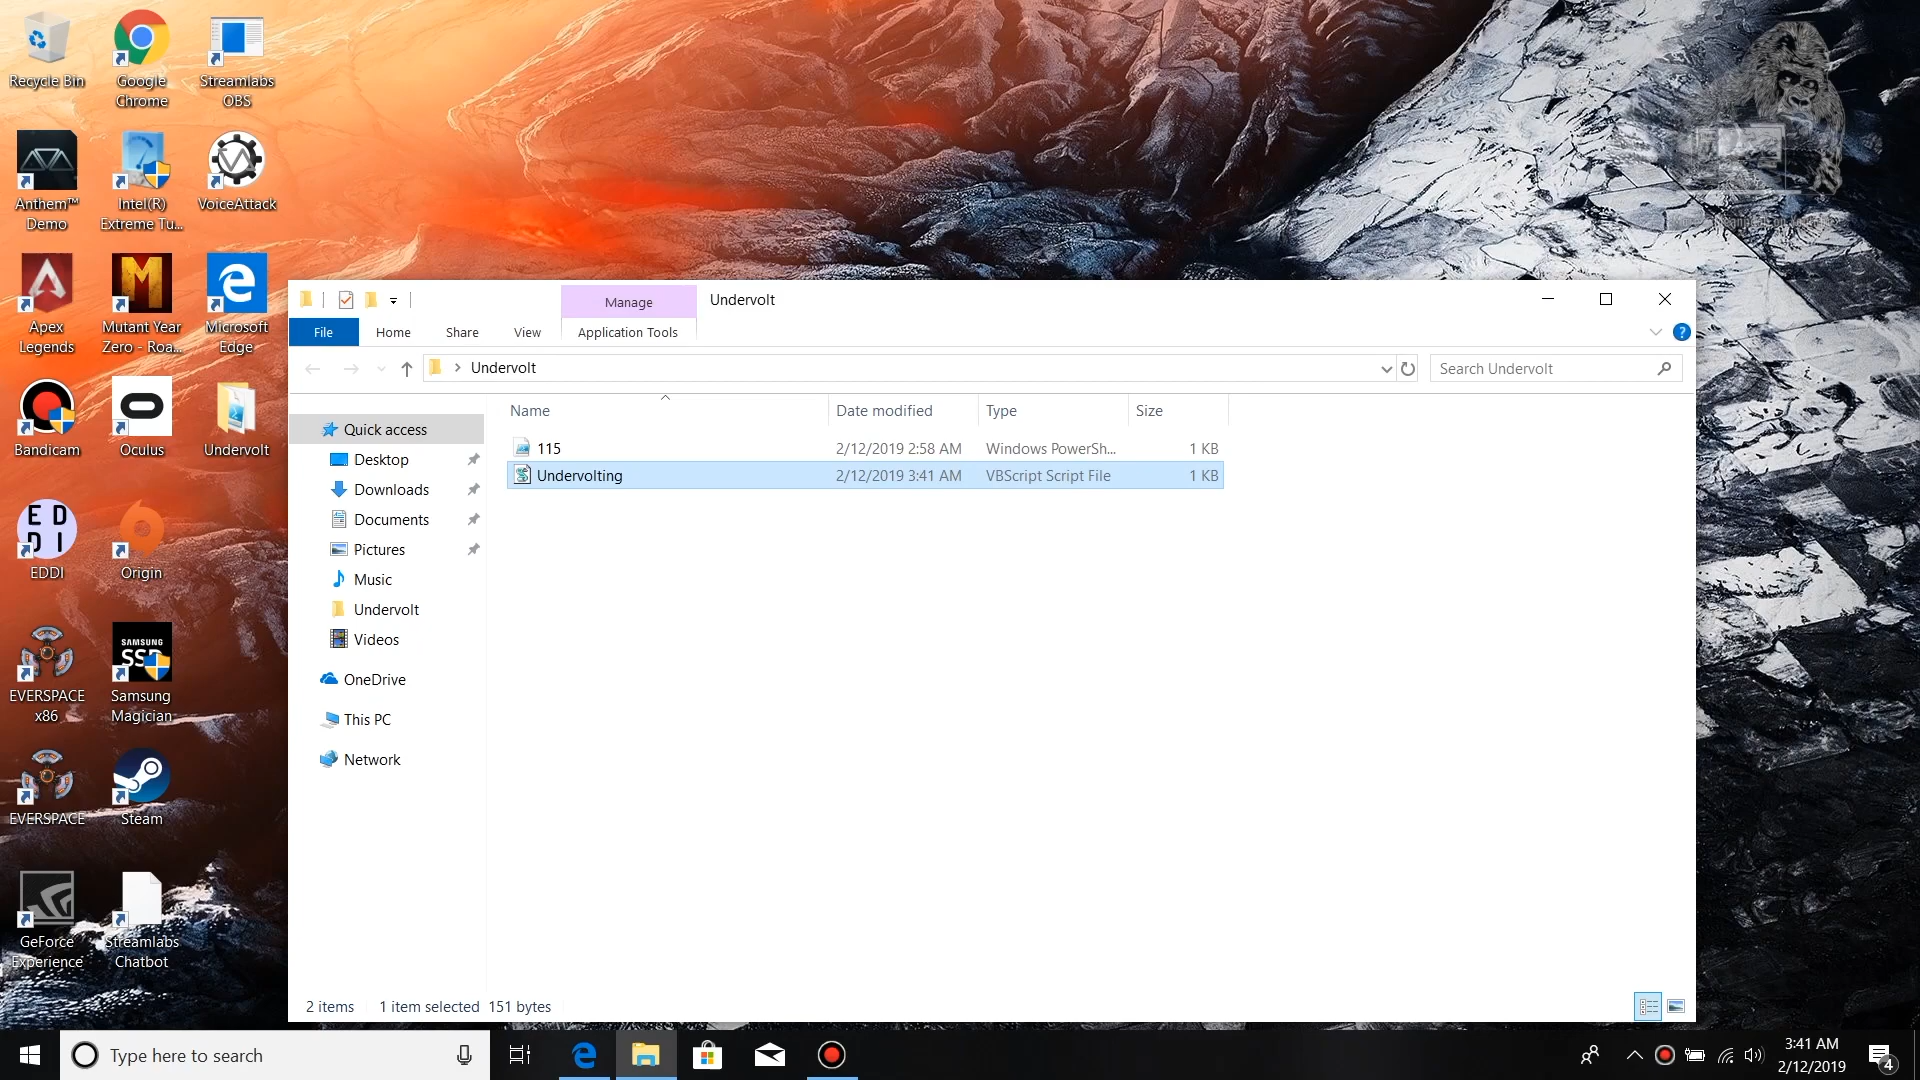 Recycle Bin
Google
Chrome
Streamlabs
OBS
Anthem™
Demo
Intel(R)
Extreme Tu...
VoiceAttack
Apex
Legends
Mutant Year
Zero - Roa...
Microsoft
Edge
Bandicam
Oculus
Undervolt
E D
D I
EDDI
Origin
EVERSPACE
x86
SAMSUNG
SSD
Samsung
Magician
EVERSPACE
Steam
GeForce
Experience
Streamlabs
Chatbot
Manage
Undervolt
File
Home
Share
View
Application Tools
Undervolt
Search Undervolt
Quick access
Desktop
Downloads
Documents
Pictures
Music
Undervolt
Videos
OneDrive
This PC
Network
Name
Date modified
Type
Size
115
2/12/2019 2:58 AM
Windows PowerSh...
1 KB
Undervolting
2/12/2019 3:41 AM
VBScript Script File
1 KB
2 items
1 item selected 151 bytes
Type here to search
3:41 AM
2/12/2019
4